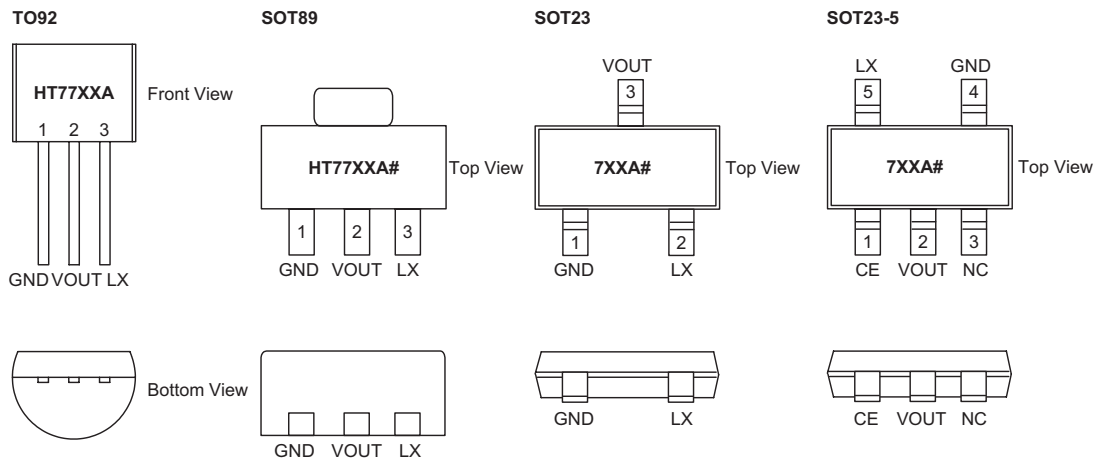 TO92
SOT89
SOT23
SOT23-5
VOUT
LX
GND
3
5
4
HT77XXA
Front View
1 2 3
HT77XXA#
Top View
7XXA#
Top View
7XXA#
Top View
1 2 3
1 2
1 2 3
GND VOUT LX
GND VOUT LX
GND LX
CE VOUT NC
Bottom View
GND VOUT LX
GND LX
CE VOUT NC